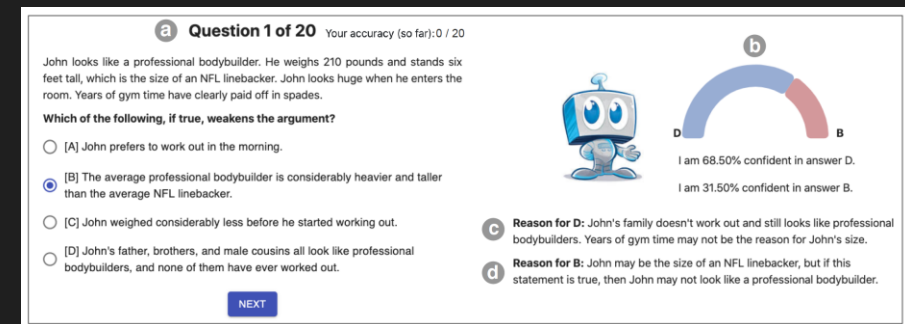 a Question 1 of 20 Your accuracy (so far):0 / 20
John looks like a professional bodybuilder. He weighs 210 pounds and stands six
feet tall, which is the size of an NFL linebacker. John looks huge when he enters the
room. Years of gym time have clearly paid off in spades.
Which of the following, if true, weakens the argument?
[A] John prefers to work out in the morning.
[B] The average professional bodybuilder is considerably heavier and taller
than the average NFL linebacker.
[C] John weighed considerably less before he started working out.
[D] John's father, brothers, and male cousins all look like professional
bodybuilders, and none of them have ever worked out.
NEXT
b
D
B
I am 68.50% confident in answer D.
I am 31.50% confident in answer B.
c Reason for D: John's family doesn't work out and still looks like professional
bodybuilders. Years of gym time may not be the reason for John's size.
d Reason for B: John may be the size of an NFL linebacker, but if this
statement is true, then John may not look like a professional bodybuilder.